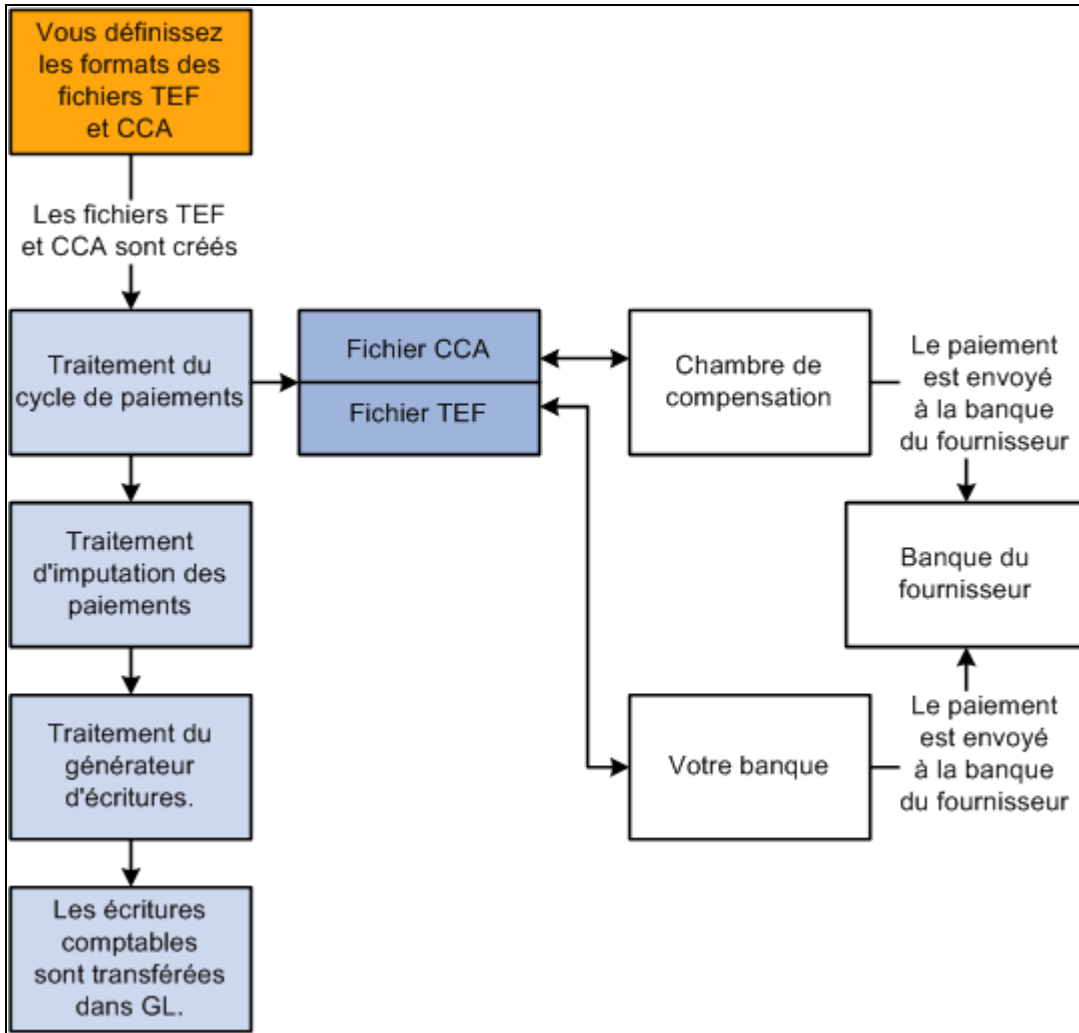 Vous définissez
les formats des
fichiers TEF
et CCA
Les fichiers TEF
et CCA sont créés
Traitement du
cycle de paiements
Fichier CCA
Fichier TEF
Chambre de
compensation
Le paiement
est envoyé
à la banque
du fournisseur
Traitement
d'imputation des
paiements
Banque du
fournisseur
Traitement du
générateur
d'écritures.
Votre banque
Le paiement
est envoyé
à la banque
du fournisseur
Les écritures
comptables
sont transférées
dans GL.